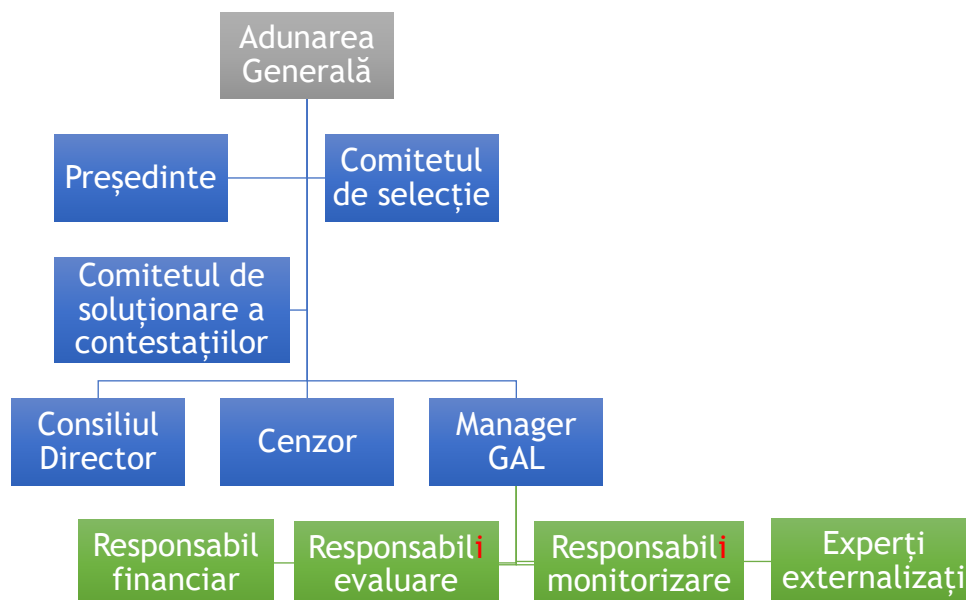 Adunarea
Generală
Președinte
Comitetul
de selecție
Comitetul de
soluționare a
contestațiilor
Consiliul
Director
Cenzor
Manager
GAL
Responsabil
financiar
Responsabili
evaluare
Responsabili
monitorizare
Experți
externalizați